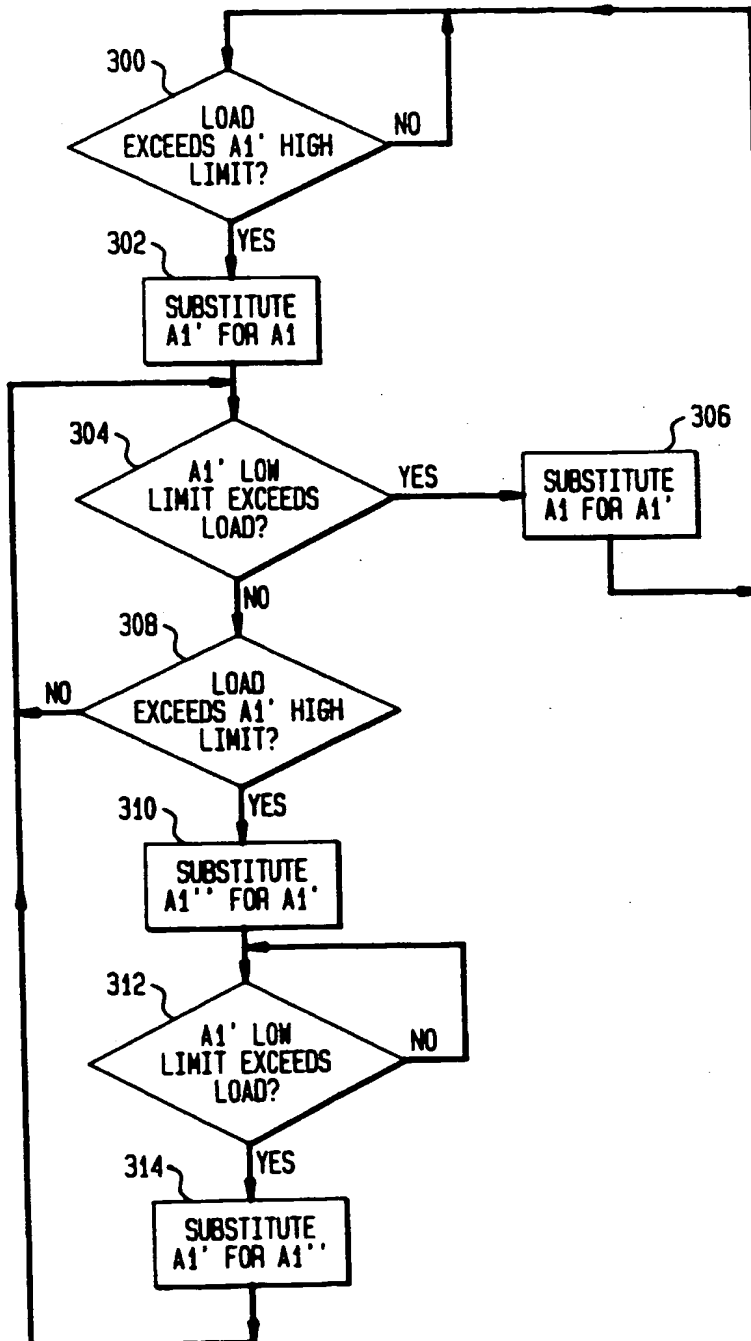 300
LOAD
EXCEEDS A1' HIGH
LIMIT?
NO
YES
302
SUBSTITUTE
A1' FOR A1
304
A1' LOW
LIMIT EXCEEDS
LOAD?
YES
306
SUBSTITUTE
A1 FOR A1'
NO
308
LOAD
EXCEEDS A1' HIGH
LIMIT?
NO
YES
310
SUBSTITUTE
A1'' FOR A1'
312
A1' LOW
LIMIT EXCEEDS
LOAD?
NO
YES
314
SUBSTITUTE
A1' FOR A1''